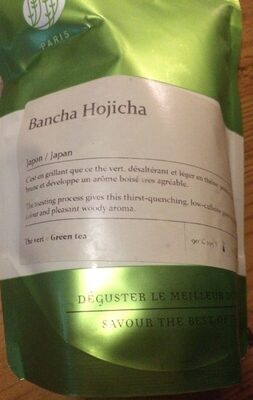 PARIS
Bancha Hojicha
Japon / Japan
C'est en grillant que ce thé vert, désaltérant et léger en théine, 
brune et développe un arôme boisé très agréable.
The roasting process gives this thirst-quenching, low-caffeine
colour and pleasant woody aroma.
Thé vert - Green tea
90°C 195°F
DÉGUSTER LE MEILLEUR
SAVOUR THE BEST OF